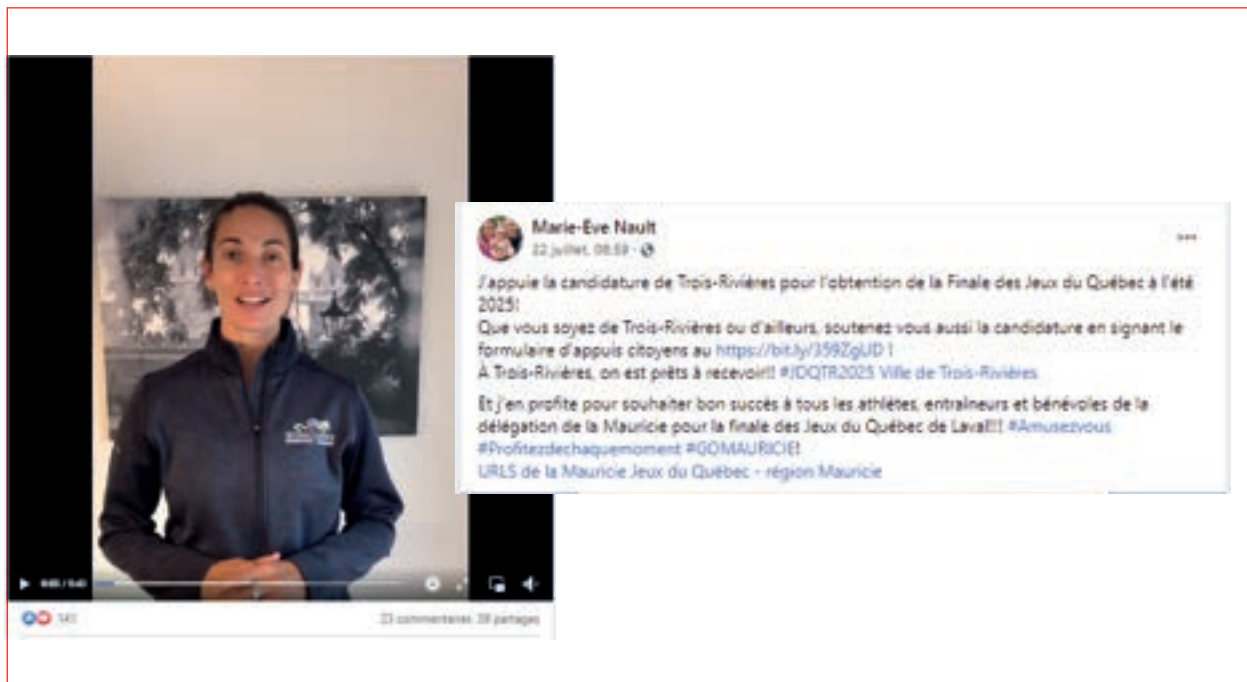 Marie-Eve Nault
22 juillet, 08:59
J'appuie la candidature de Trois-Rivières pour l'obtention de la Finale des Jeux du Québec à l'été
2025!
Que vous soyez de Trois-Rivières ou d'ailleurs, soutenez vous aussi la candidature en signant le
formulaire d'appuis citoyens au https://bit.ly/359ZgUD !
À Trois-Rivières, on est prêts à recevoir!! #JDQTR2025 Ville de Trois-Rivières
Et j'en profite pour souhaiter bon succès à tous les athlètes, entraîneurs et bénévoles de la
délégation de la Mauricie pour la finale des Jeux du Québec de Laval!!! #Amusezvous
#Profitezdechaquemoment #GOMAURICIE!
URLS de la Mauricie Jeux du Québec - région Mauricie
23 commentaires 38 partages